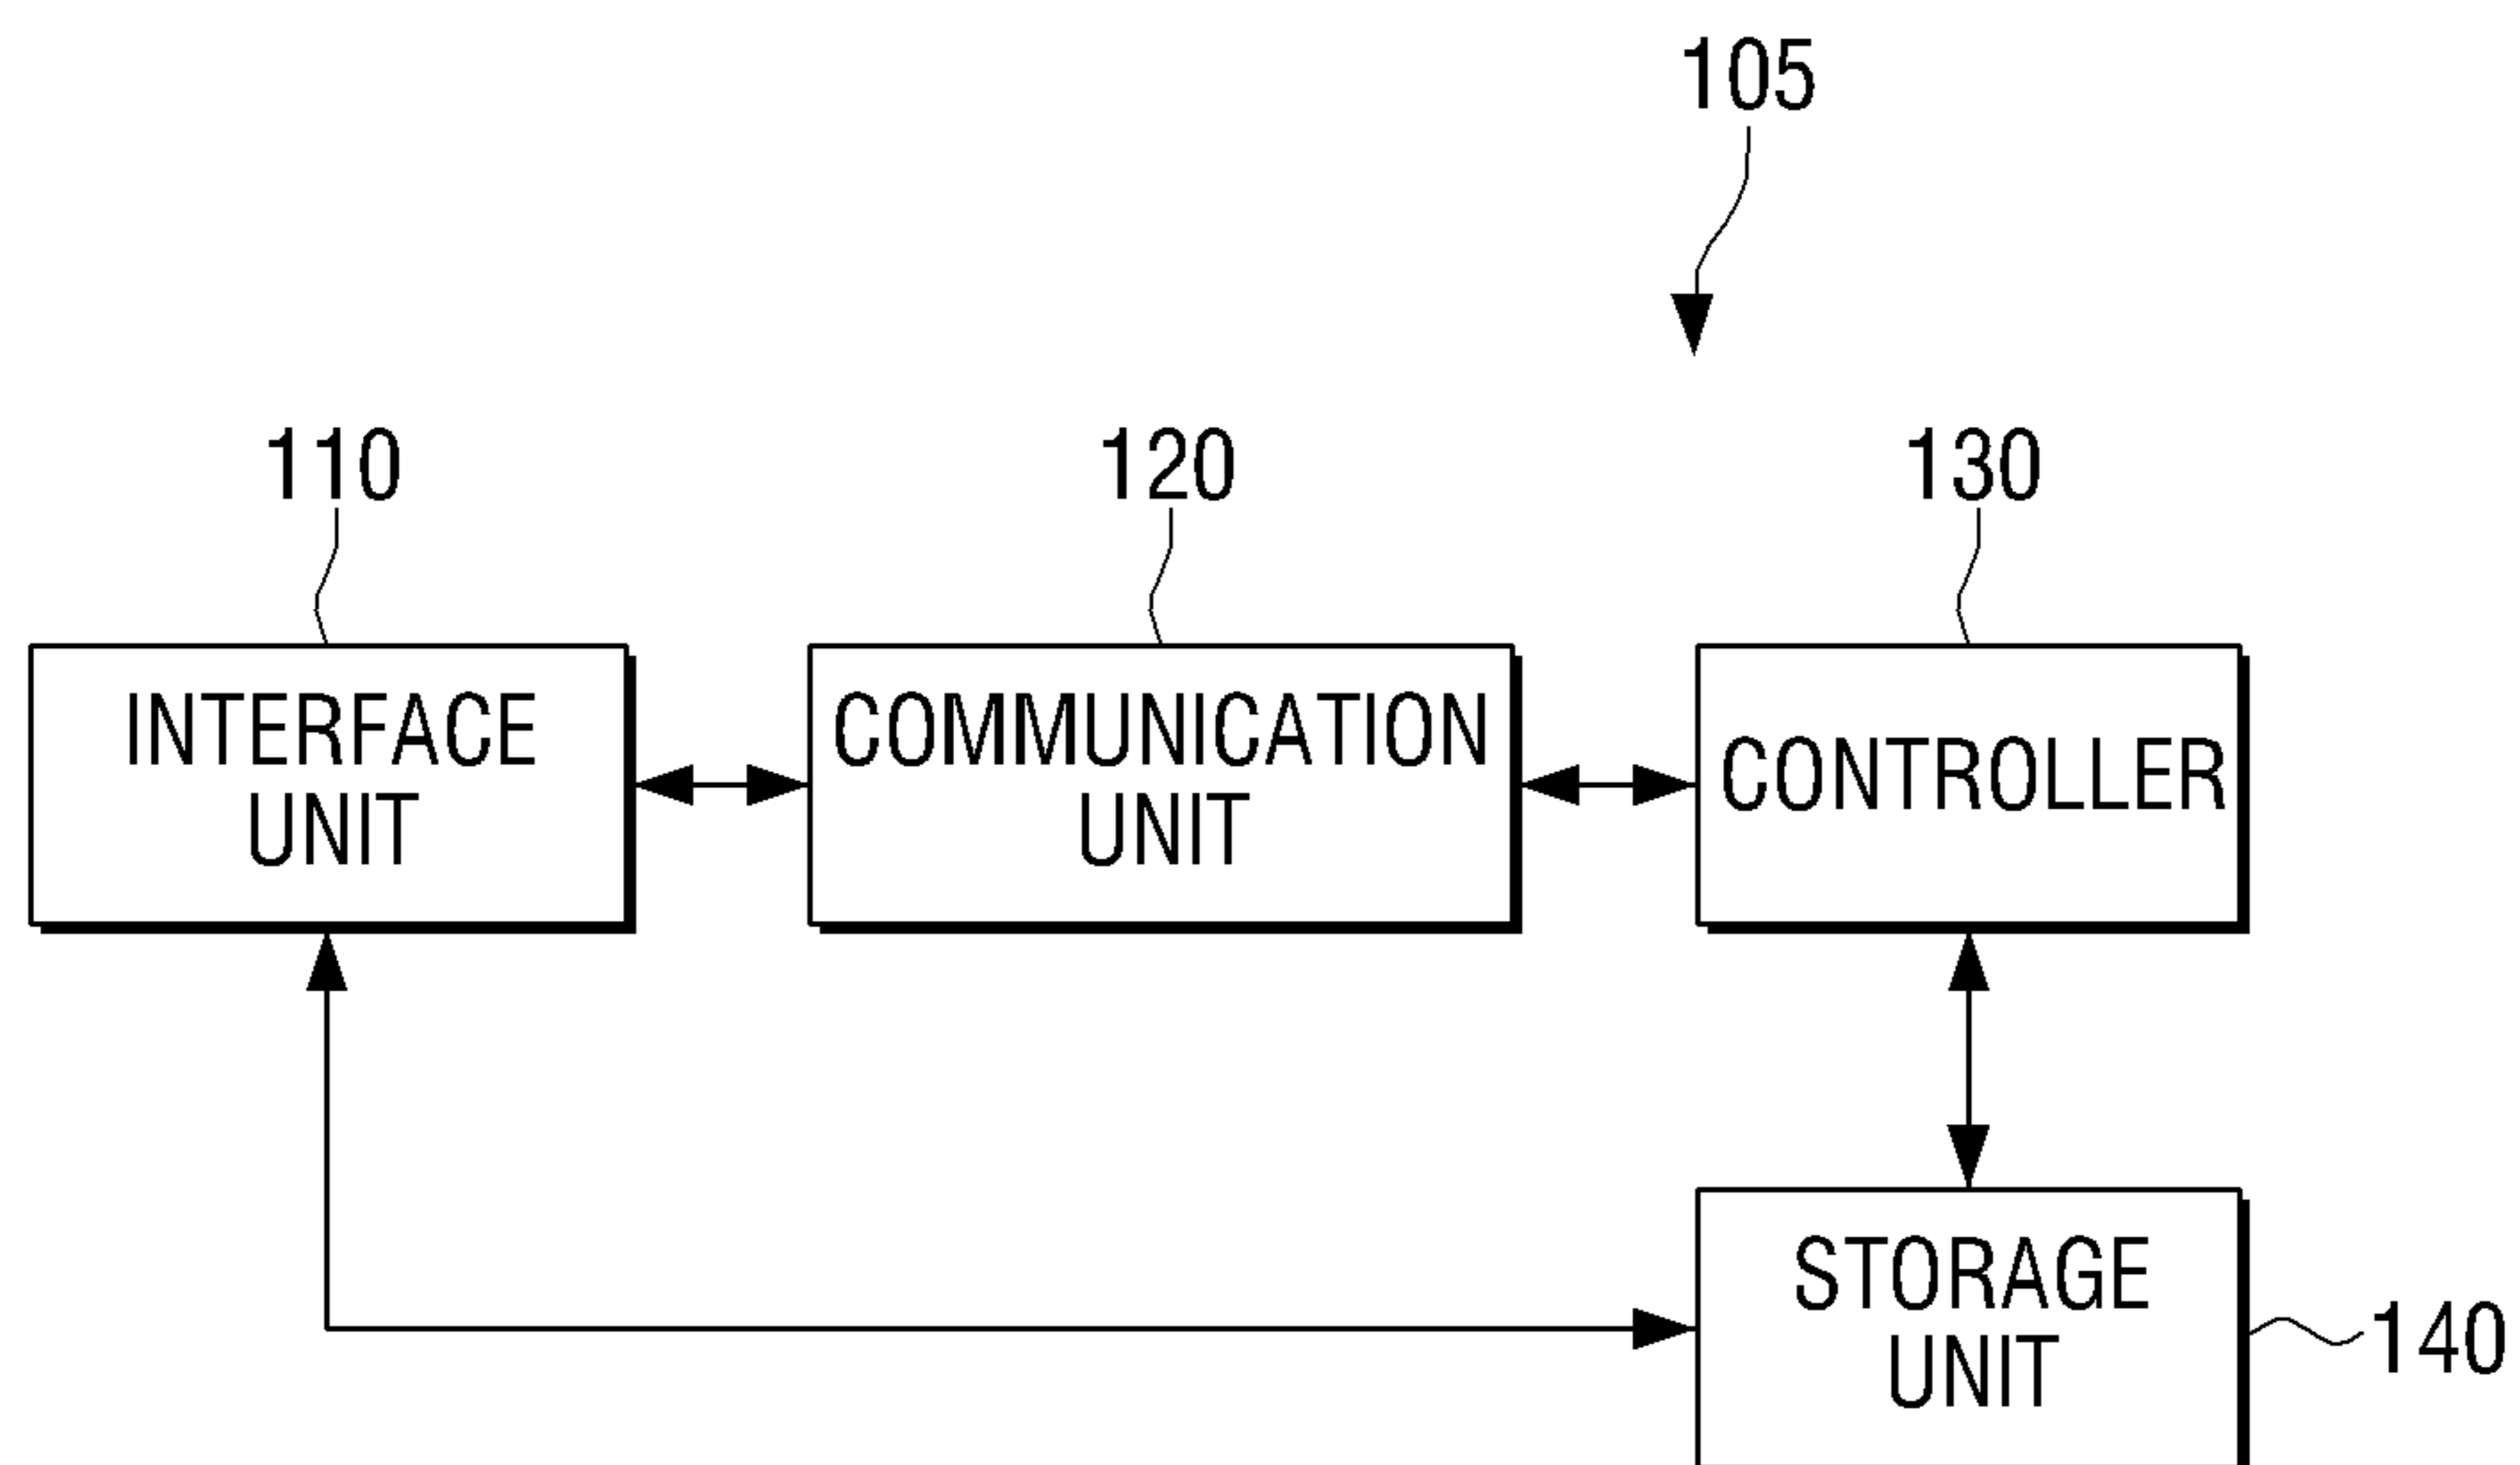 105
110
120
130
INTERFACE
UNIT
COMMUNICATION
UNIT
CONTROLLER
STORAGE
UNIT
140